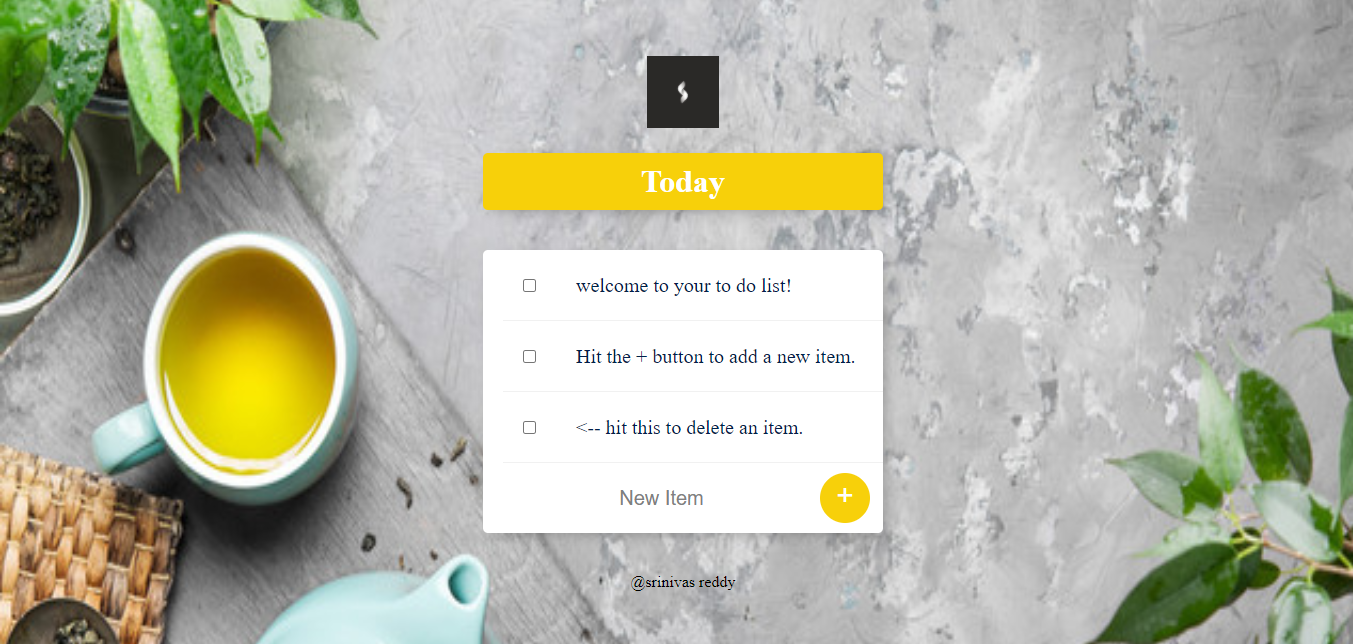 Today
welcome to your to do list!
Hit the + button to add a new item.
<-- hit this to delete an item.
New Item
+
@srinivas reddy